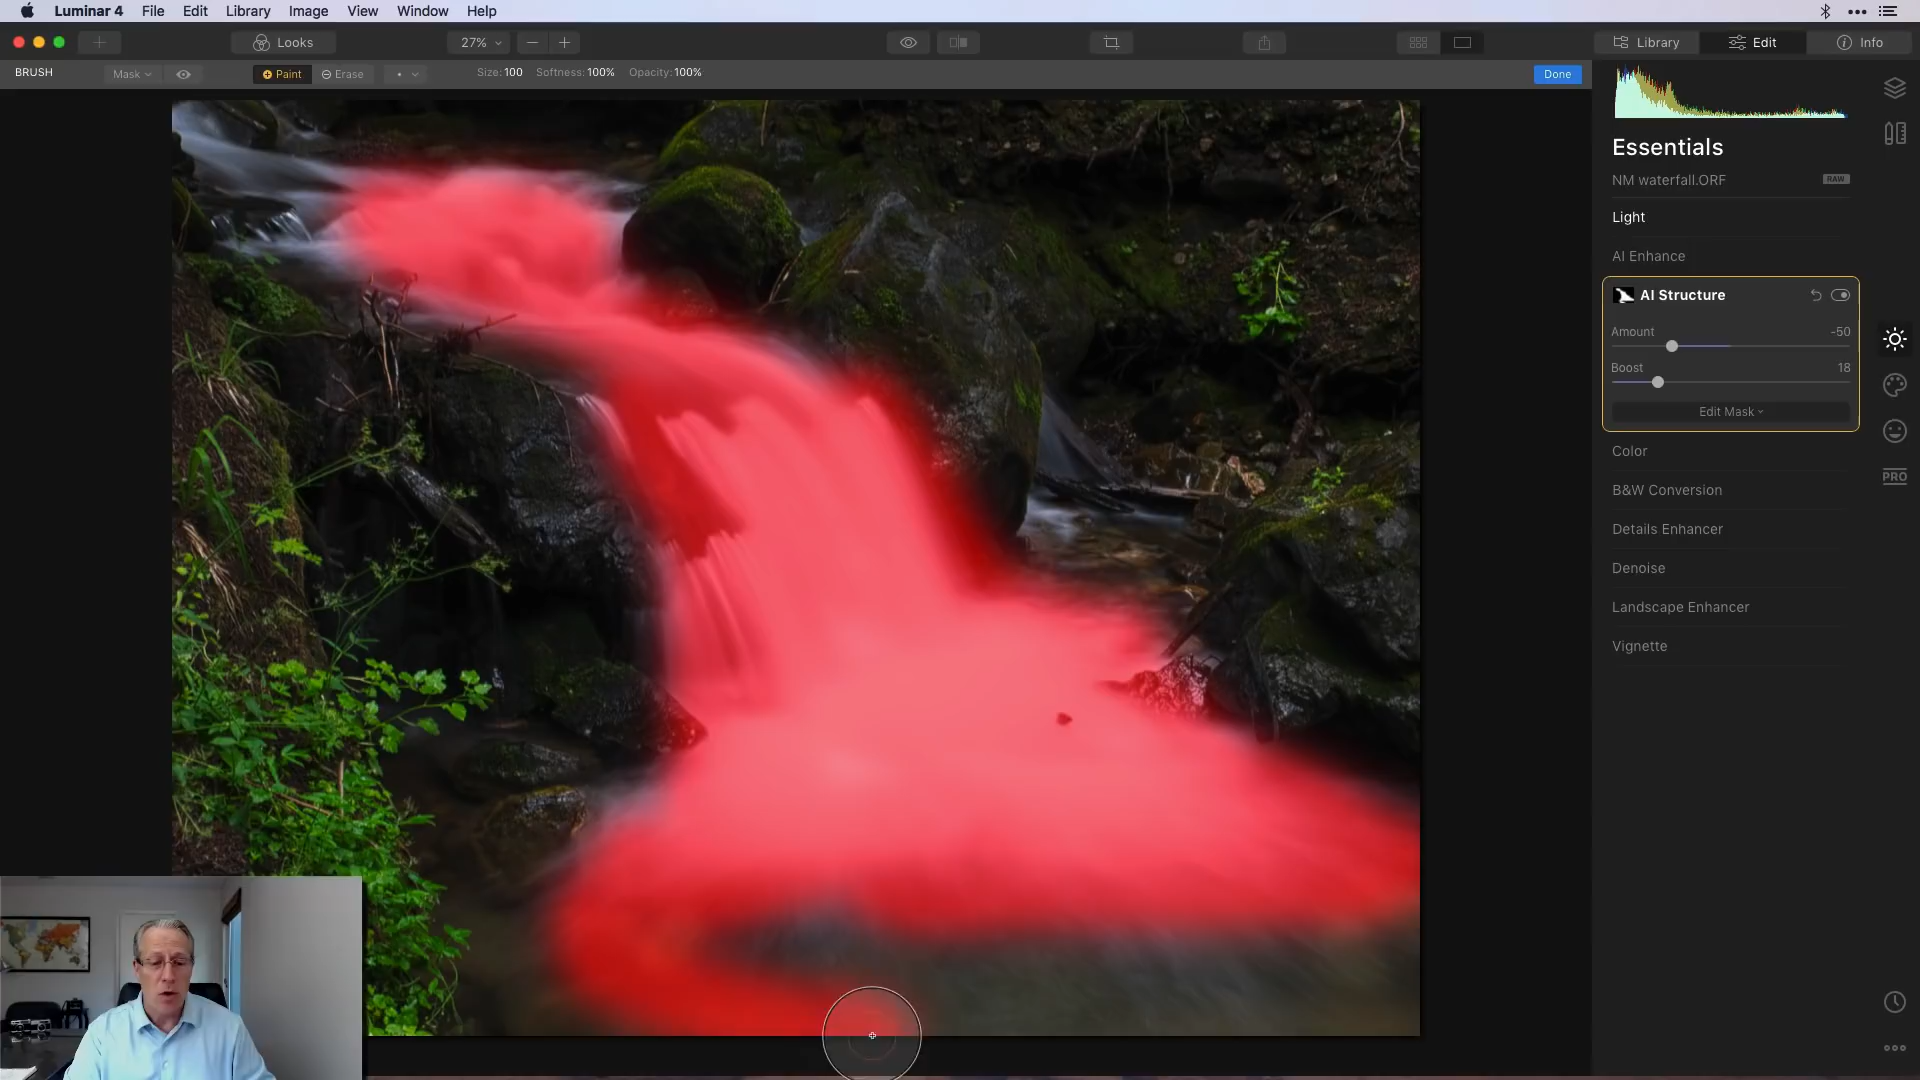 Luminar 4 File Edit Library Image View Window Help
Looks 27% Library Edit Info
BRUSH Mask Paint Erase Size:100 Softness:100% Opacity:100% Done
Essentials
NM waterfall.ORF RAW
Light
AI Enhance
AI Structure
Amount -50
Boost 18
Edit Mask
Color
PRO
B&W Conversion
Details Enhancer
Denoise
Landscape Enhancer
Vignette